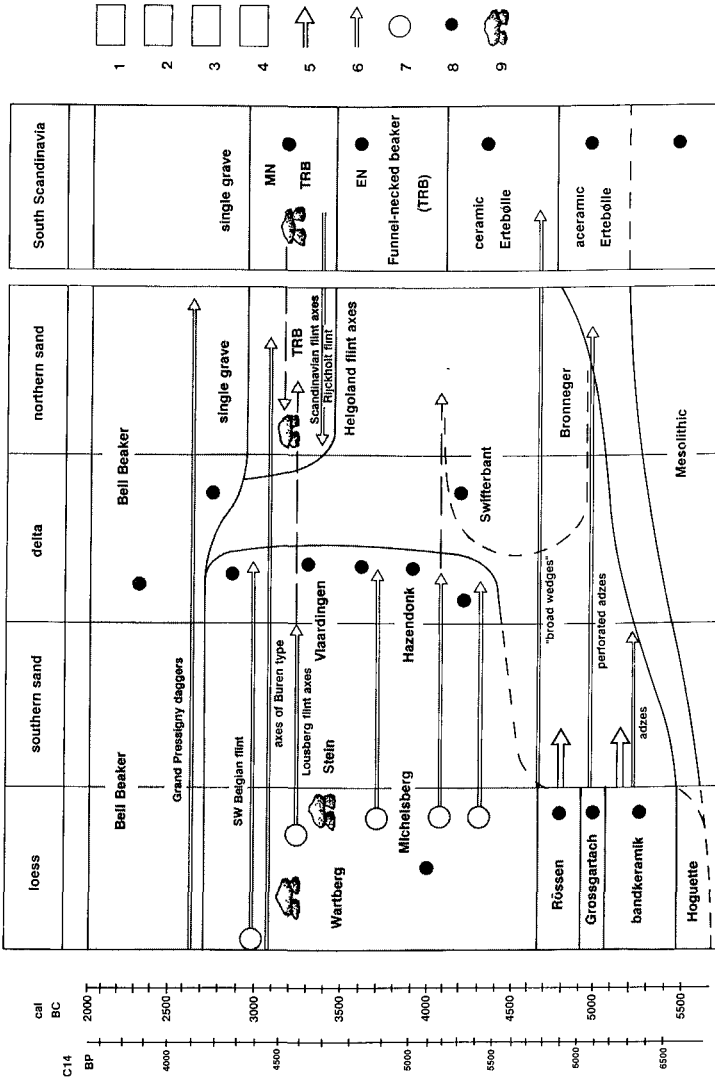 loess
southern sand
delta
northern sand
South Scandinavia
C14
BP
cal
BC
2000
2500
3000
3500
4000
4500
5000
5500
4000
4500
5000
5500
6000
6500
Bell Beaker
Bell Beaker
Grand Pressigny daggers
single grave
single grave
SW Belgian flint
axes of Buren type
Lousberg flint axes
Vlaardingen
Stein
Wartberg
TRB
Scandinavian flint axes
Rijckholt flint
Helgoland flint axes
MN
TRB
EN
Funnel-necked beaker
(TRB)
Michelsberg
Hazendonk
Swifterbant
ceramic
Ertebølle
"broad wedges"
Bronneger
Rössen
Grossgartach
perforated adzes
aceramic
Ertebølle
bandkeramik
adzes
Hoguette
Mesolithic
1
2
3
4
5
6
7
8
9